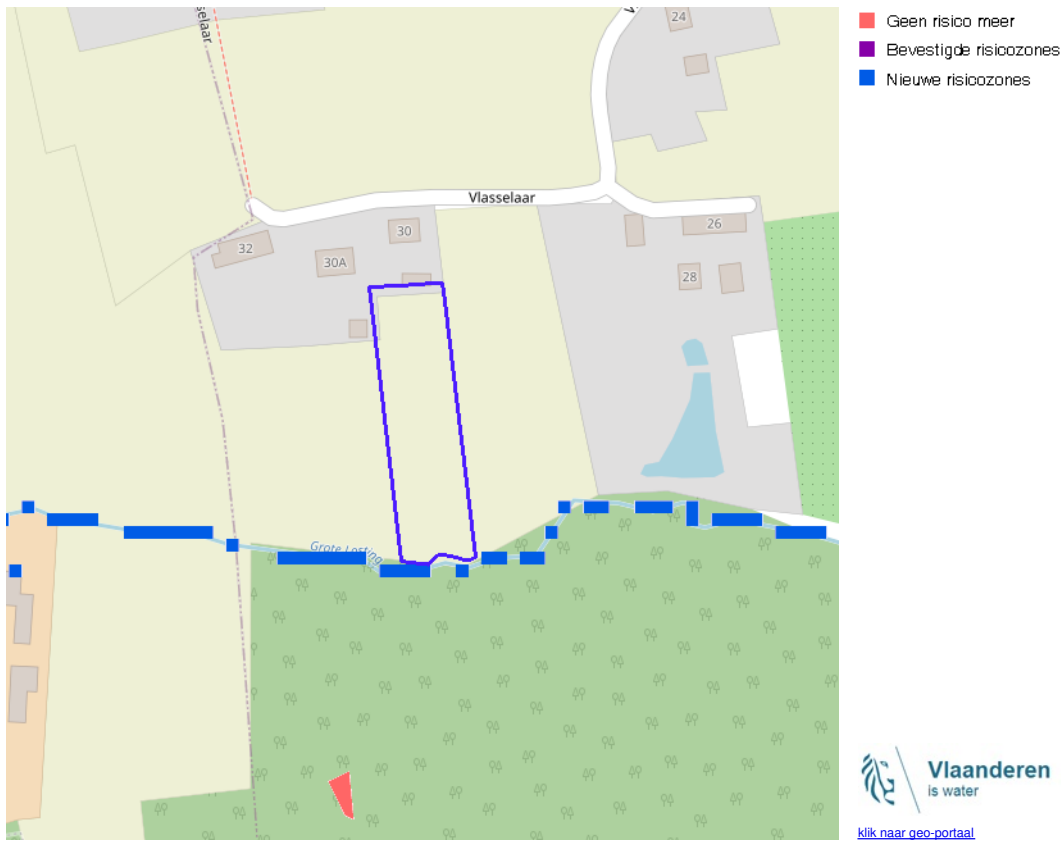 selaar
24
Vlasselaar
30
32
30A
26
28
Grote Losting
Geen risico meer
Bevestigde risicozones
Nieuwe risicozones
Vlaanderen
is water
klik naar geo-portaal